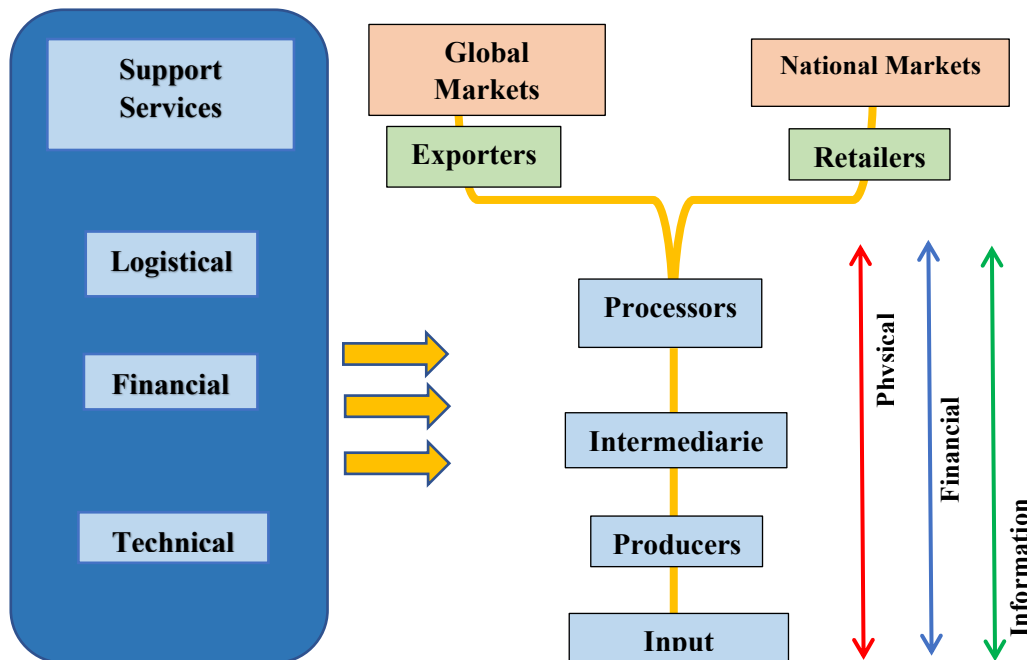 Support
Services
Logistical
Financial
Technical
Global
Markets
National Markets
Exporters
Retailers
Processors
Intermediarie
Producers
Input
Physical
Financial
Information